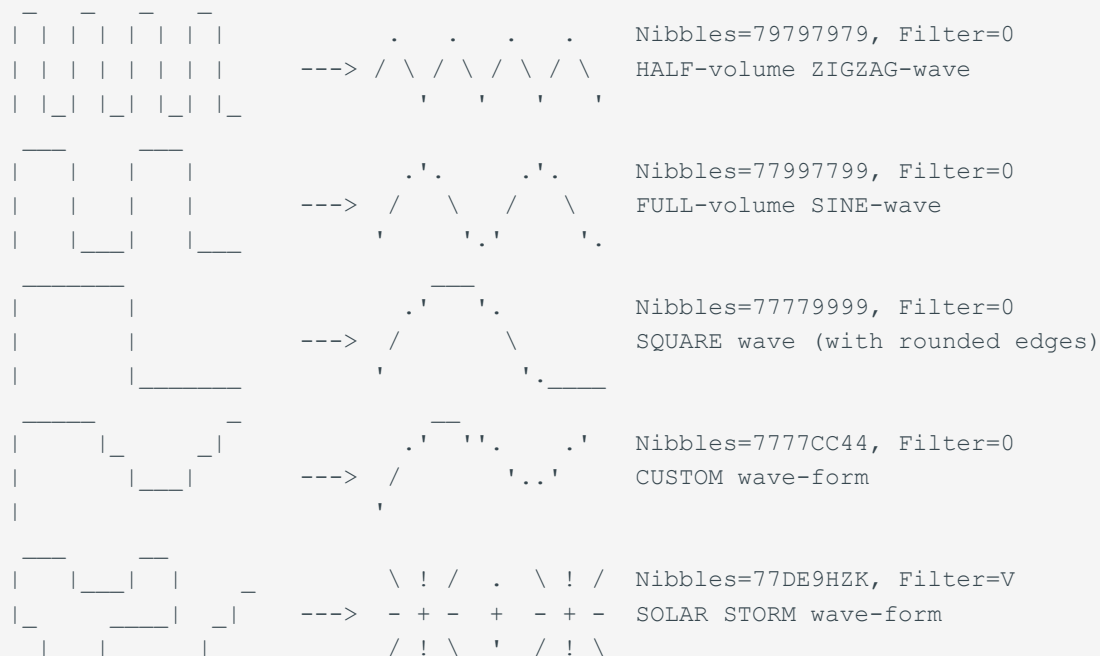 Nibbles=79797979, Filter=0
---> HALF-volume ZIGZAG-wave
Nibbles=77997799, Filter=0
---> FULL-volume SINE-wave
Nibbles=77779999, Filter=0
---> SQUARE wave (with rounded edges)
Nibbles=7777CC44, Filter=0
---> CUSTOM wave-form
Nibbles=77DE9HZK, Filter=V
---> SOLAR STORM wave-form